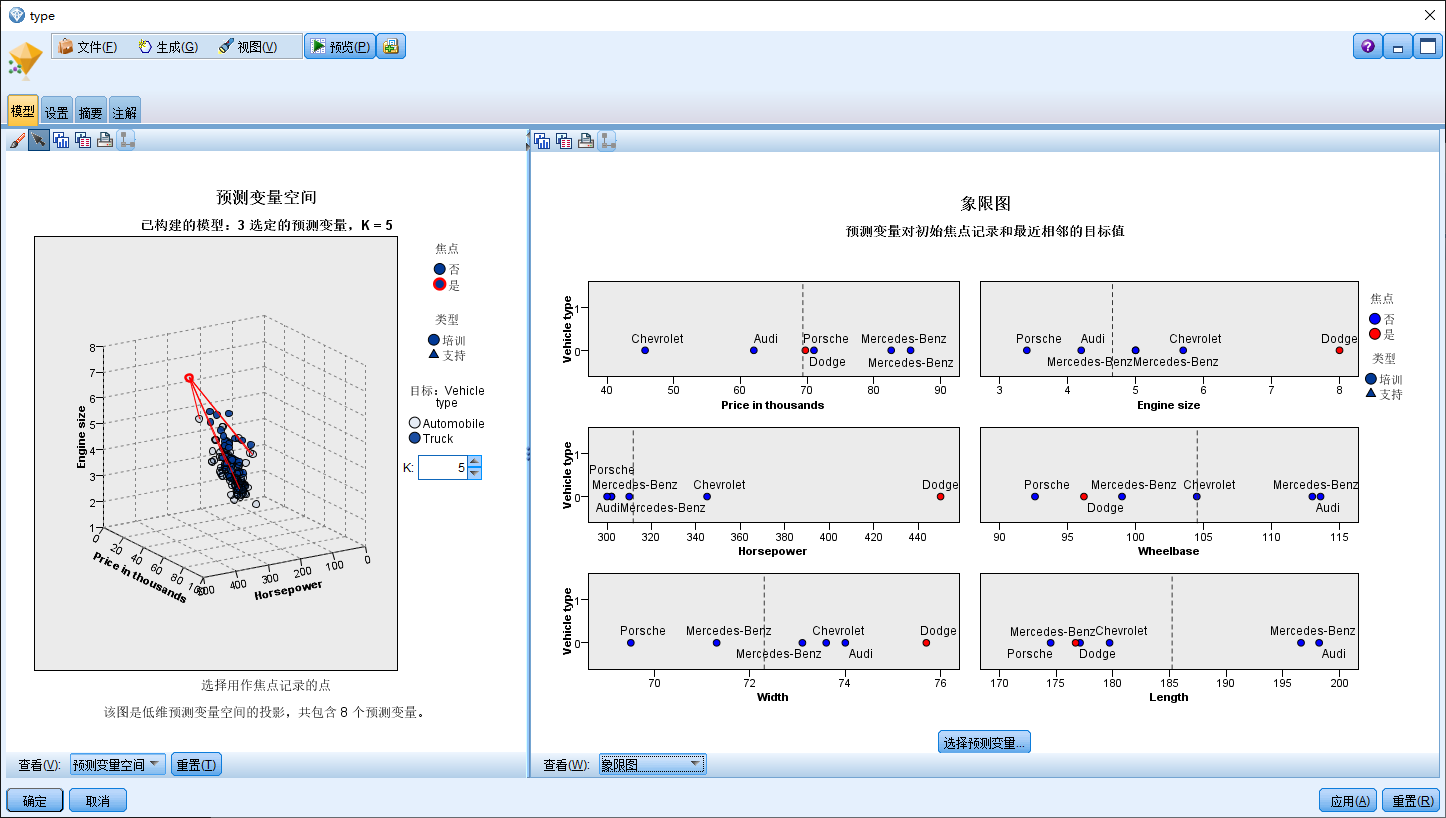 type
文件(F) 生成(G) 视图(V) 预览(P)
模型 设置 摘要 注解
预测变量空间
已构建的模型：3 选定的预测变量，K = 5
焦点
否
是
类型
培训
支持
目标：Vehicle
type
Automobile
Truck
K: 5
Engine size
8
7
6
5
4
3
2
1
0 20 40 60 80 100
Price in thousands
500 400 300 200 100 0
Horsepower
选择用作焦点记录的点
该图是低维预测变量空间的投影，共包含 8 个预测变量。
查看(V): 预测变量空间 重置(T)
象限图
预测变量对初始焦点记录和最近相邻的目标值
Vehicle type
1
0
Chevrolet Audi Porsche Mercedes-Benz
Dodge Mercedes-Benz
40 50 60 70 80 90
Price in thousands
Porsche Audi Chevrolet Dodge
Mercedes-Benz Mercedes-Benz
3 4 5 6 7 8
Engine size
焦点
否
是
类型
培训
支持
Vehicle type
1
0
Porsche
Mercedes-Benz Chevrolet Dodge
Audi Mercedes-Benz
300 320 340 360 380 400 420 440
Horsepower
Porsche Mercedes-Benz Chevrolet Mercedes-Benz
Dodge Audi
90 95 100 105 110 115
Wheelbase
Vehicle type
1
0
Porsche Mercedes-Benz Chevrolet Dodge
Mercedes-Benz Audi
70 72 74 76
Width
Mercedes-Benz Chevrolet Mercedes-Benz
Porsche Dodge Audi
170 175 180 185 190 195 200
Length
选择预测变量...
查看(W): 象限图
确定 取消 应用(A) 重置(R)